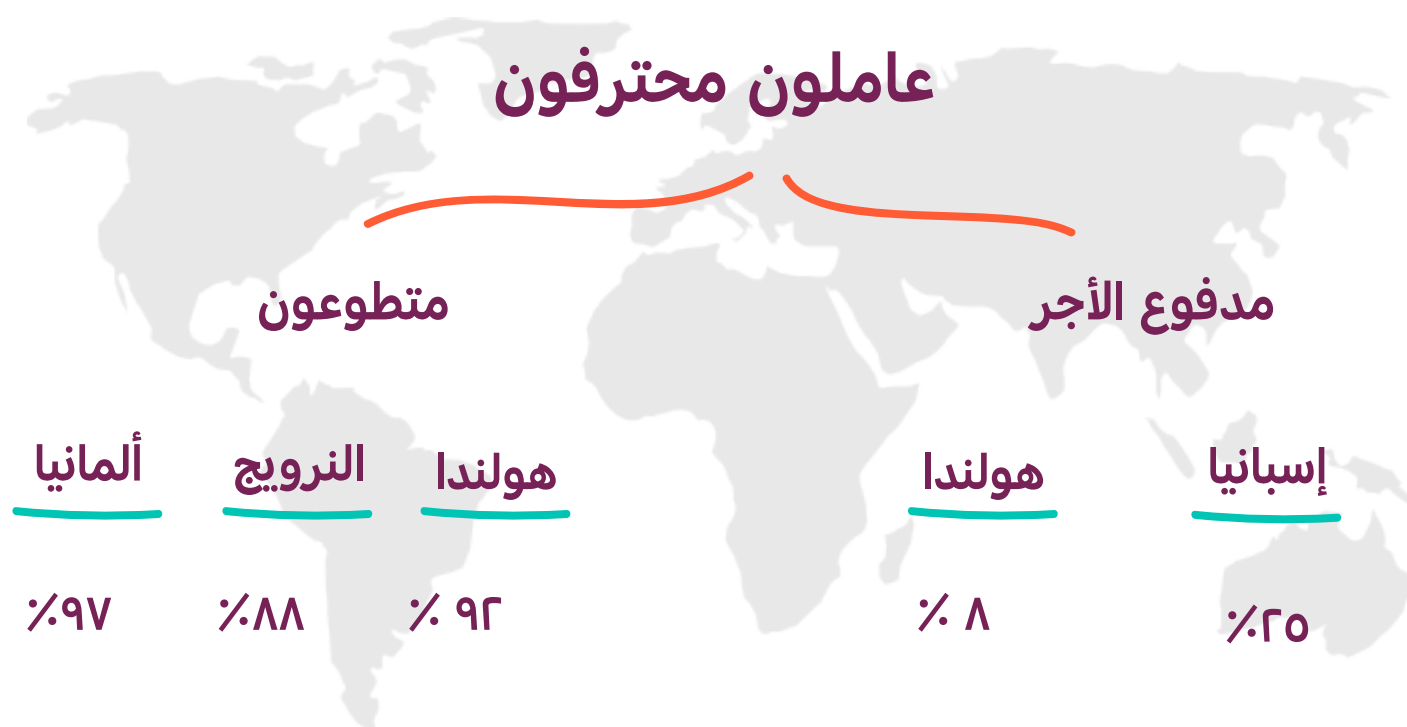 عاملون محترفون
مدفوع الأجر
متطوعون
إسبانيا
هولندا
هولندا
النرويج
ألمانيا
٢٥٪
٨ ٪
٩٢ ٪
٨٨٪
٩٧٪